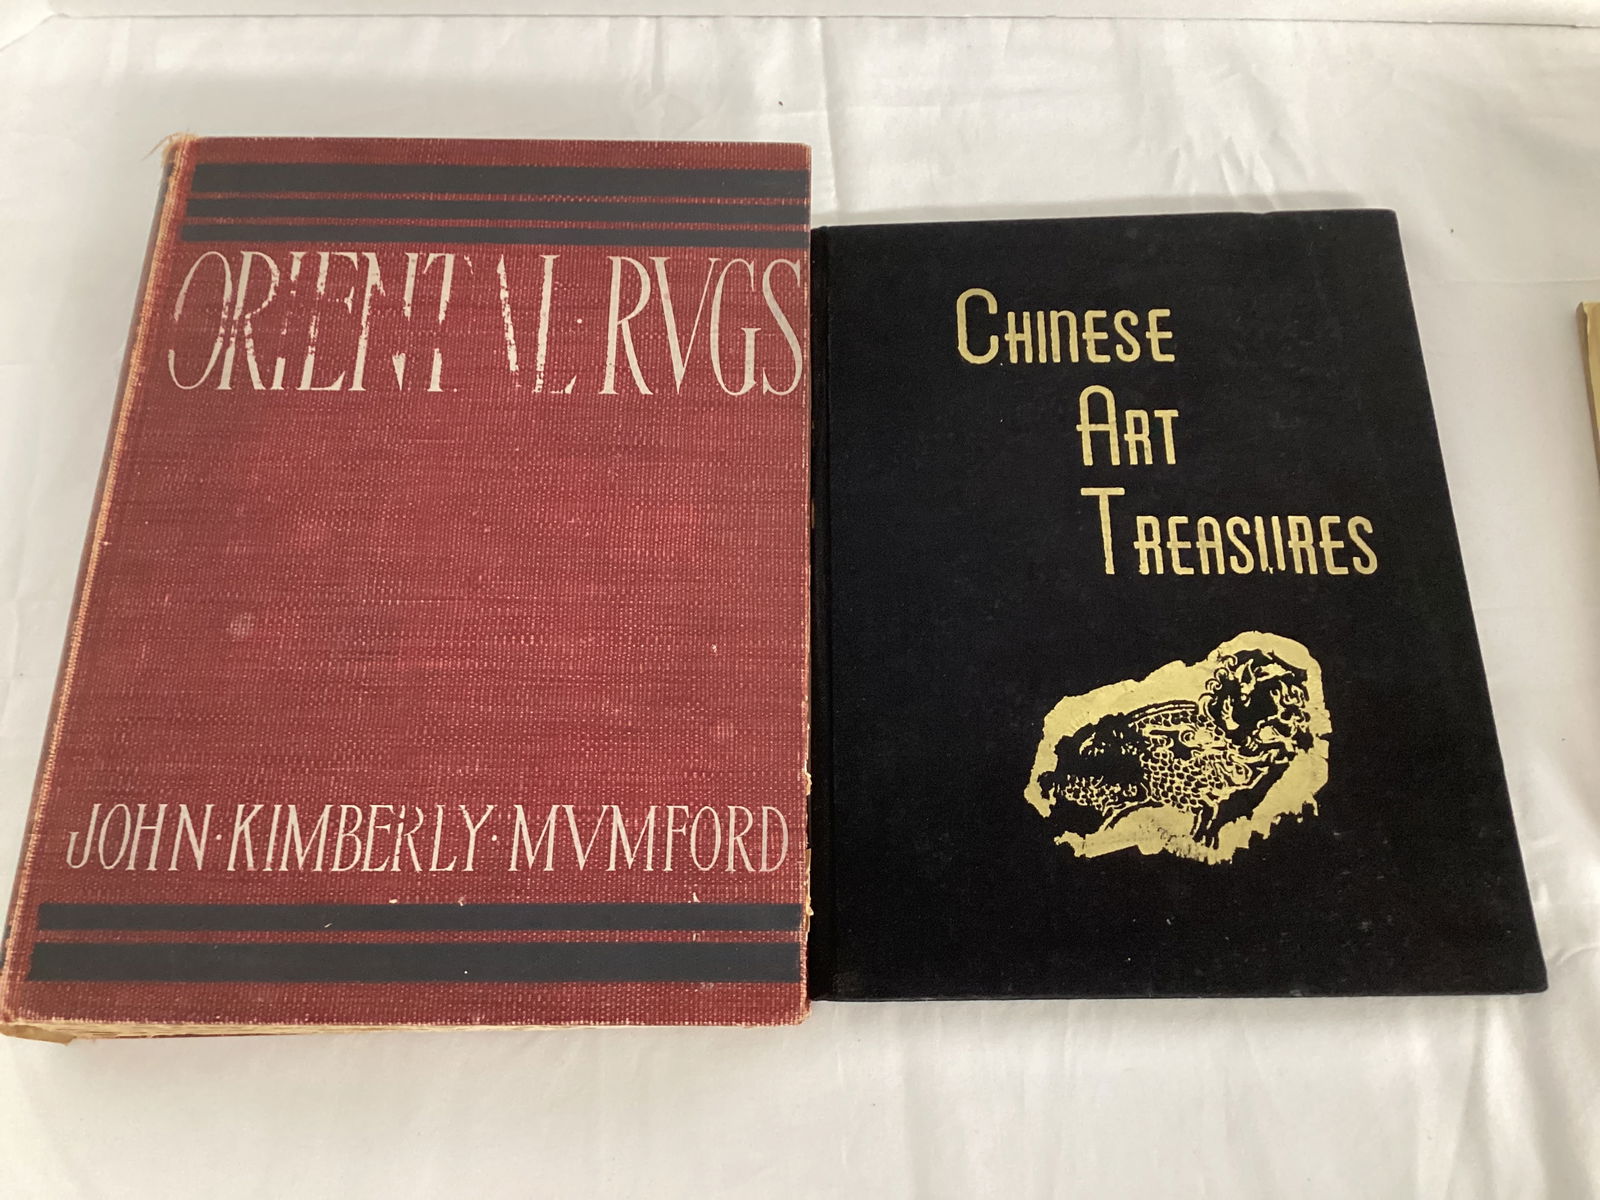 ORIENTAL·RVGS
JOHN·KIMBERLY·MVMFORD
CHINESE
ART
TREASURES